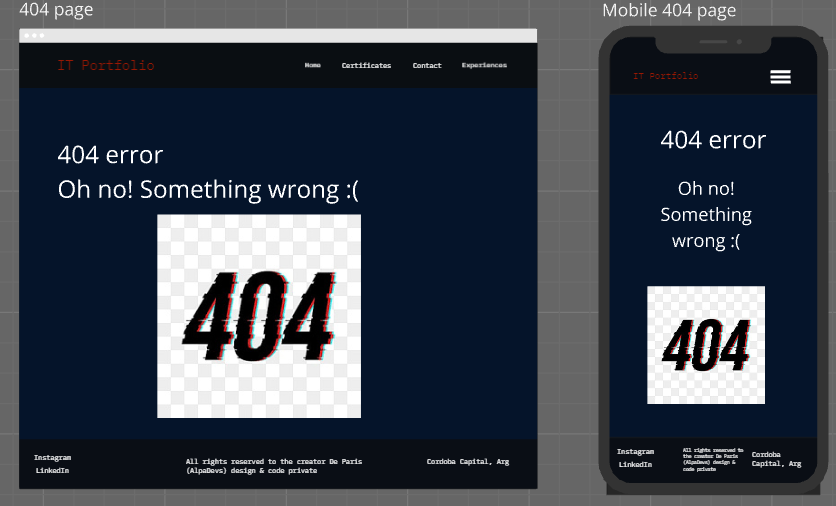 404 page
IT Portfolio
Home Certificates Contact Experiences
404 error
Oh no! Something wrong :(
404
Instagram
LinkedIn
All rights reserved to the creator De Paris
(AlpaDevs) design & code private
Cordoba Capital, Arg
Mobile 404 page
IT Portfolio
404 error
Oh no!
Something
wrong :(
404
Instagram
LinkedIn
All rights reserved to
the creator De Paris
(AlpaDevs) design &
code private
Cordoba
Capital, Arg